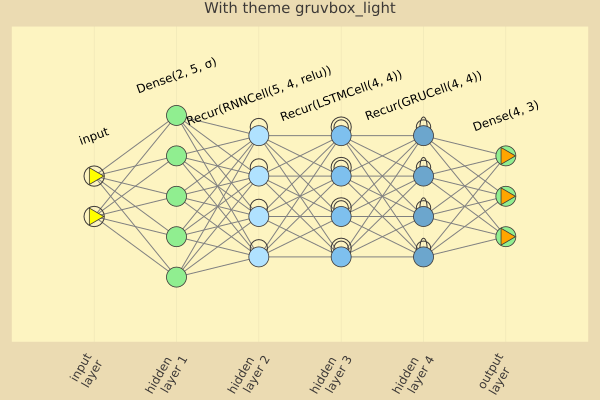 With theme gruvbox_light
input
Dense(2, 5, σ)
Recur(RNNCell(5, 4, relu))
Recur(LSTMCell(4, 4))
Recur(GRUCell(4, 4))
Dense(4, 3)
input
layer
hidden
layer 1
hidden
layer 2
hidden
layer 3
hidden
layer 4
output
layer